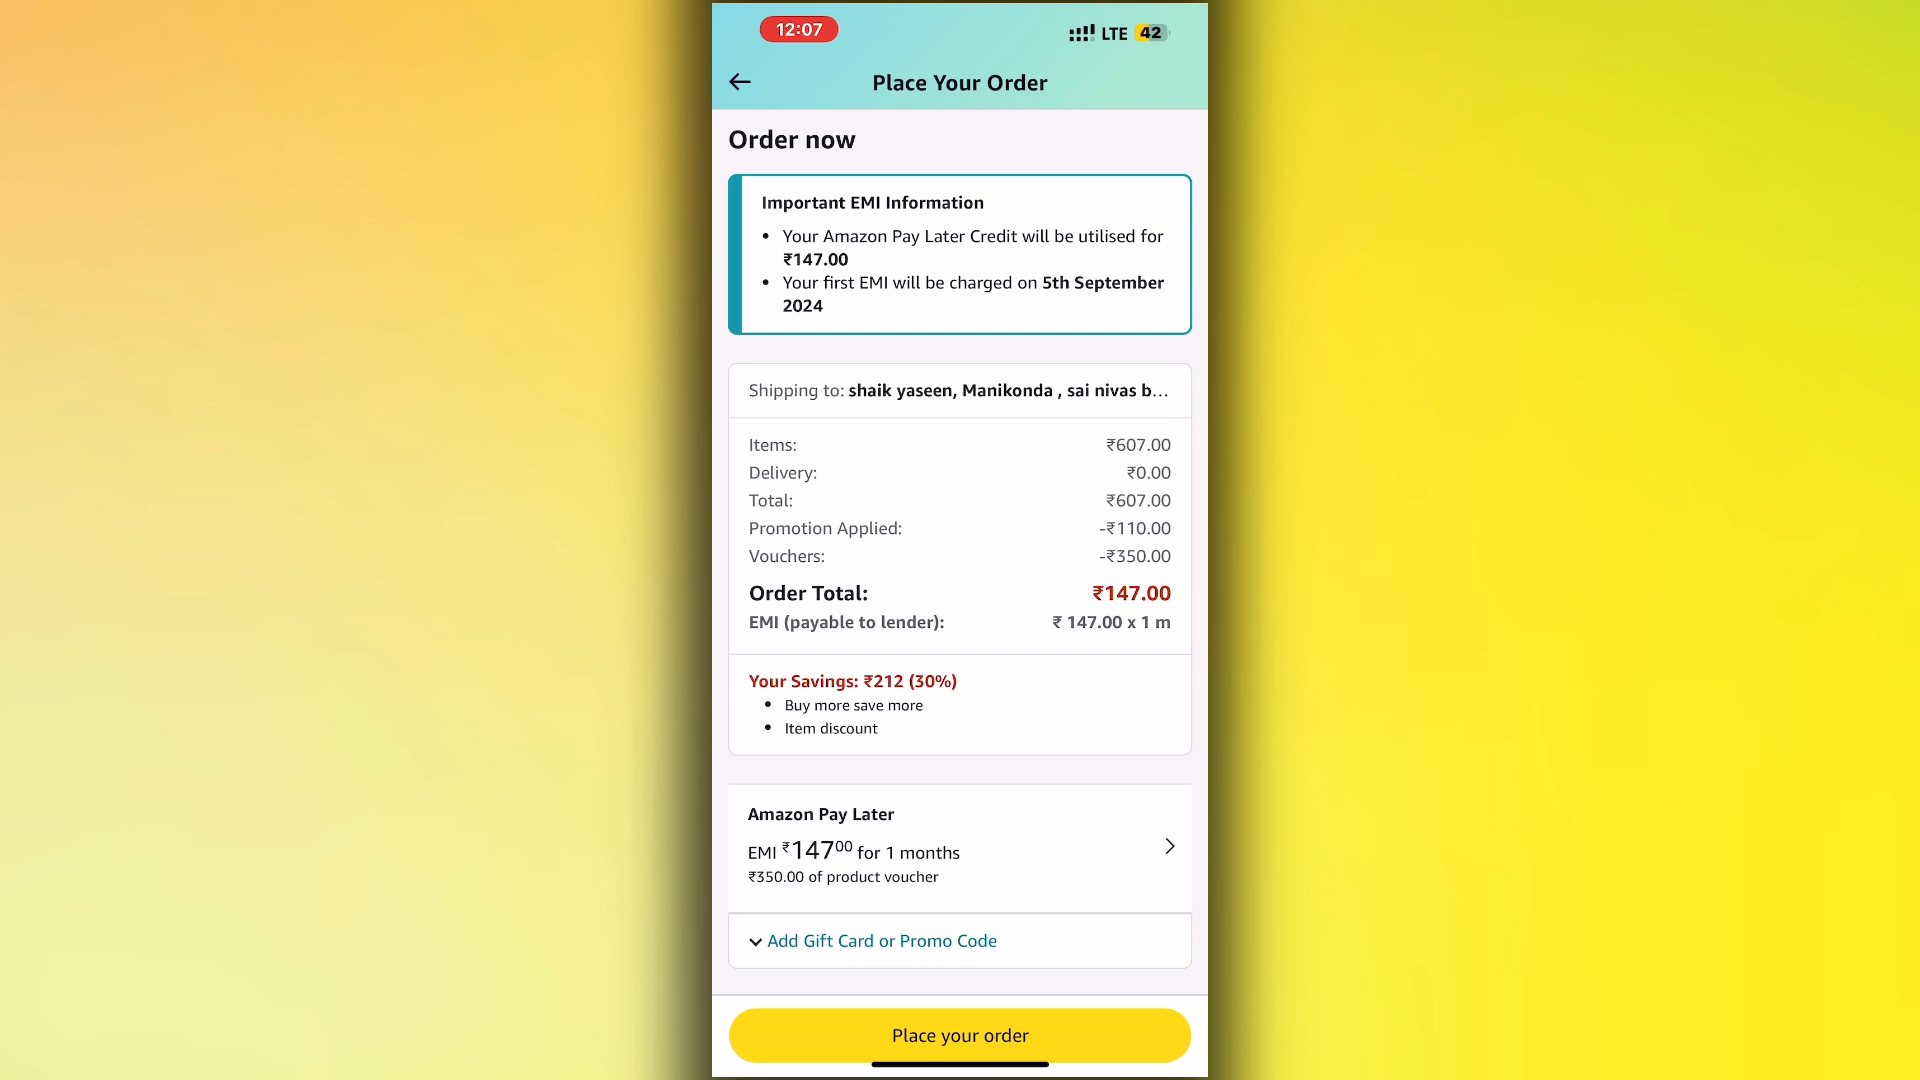 12:07
LTE 42
Place Your Order
Order now
Important EMI Information
• Your Amazon Pay Later Credit will be utilised for
₹147.00
• Your first EMI will be charged on 5th September
2024
Shipping to: shaik yaseen, Manikonda , sai nivas b...
Items: ₹607.00
Delivery: ₹0.00
Total: ₹607.00
Promotion Applied: -₹110.00
Vouchers: -₹350.00
Order Total: ₹147.00
EMI (payable to lender): ₹ 147.00 x 1 m
Your Savings: ₹212 (30%)
• Buy more save more
• Item discount
Amazon Pay Later
EMI ₹147⁰⁰ for 1 months
₹350.00 of product voucher
Add Gift Card or Promo Code
Place your order